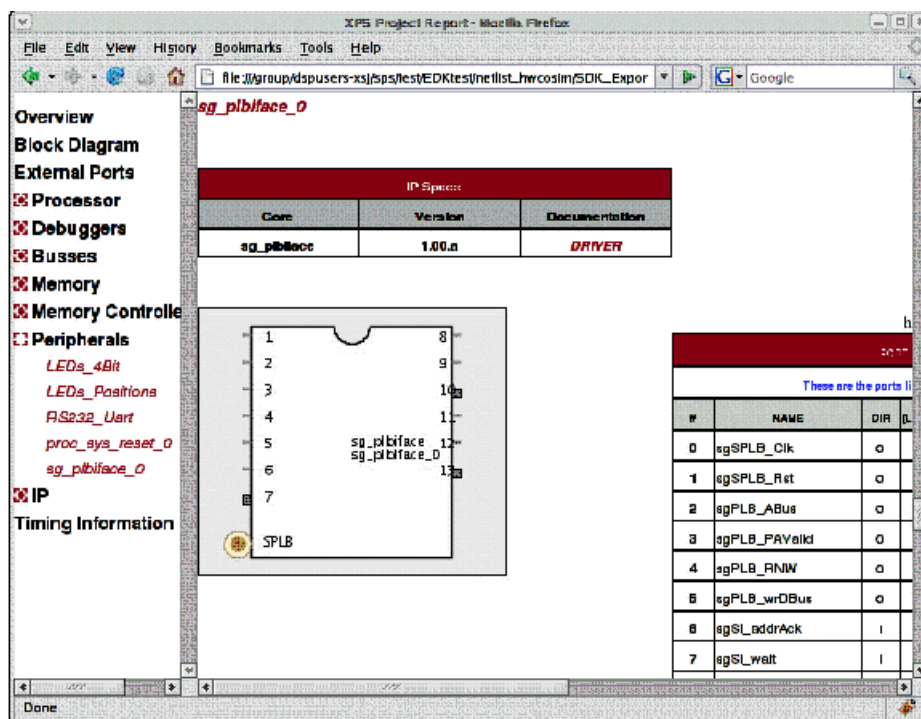 XPS Project Report - Mozilla Firefox
File Edit View History Bookmarks Tools Help
file:///group/dspusers-xsj/sps/test/EDKtest/netlist_hwcosim/SDK_Expor
G Google
Overview
Block Diagram
External Ports
Processor
Debuggers
Busses
Memory
Memory Controlle
Peripherals
LEDs_4Bit
LEDs_Positions
RS232_Uart
proc_sys_reset_0
sg_plbiface_0
IP
Timing Information
sg_plbiface_0
IP Specs
Core Version Documentation
sg_plbiface 1.00.a DRIVER
1 8
2 9
3 10
4 11
5 12
6 13
7
sg_plbiface
sg_plbiface_0
SPLB
h
These are the ports li
# NAME DIR [L
0 sgSPLB_Clk O
1 sgSPLB_Rst O
2 sgPLB_ABus O
3 sgPLB_PAValid O
4 sgPLB_RNW O
5 sgPLB_wrDBus O
6 sgSl_addrAck I
7 sgSl_wait I
Done